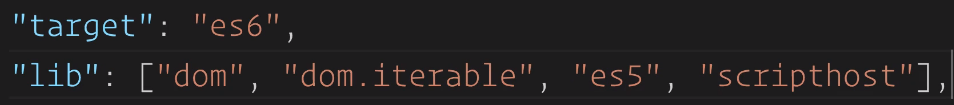 "target": "es6",
"lib": ["dom", "dom.iterable", "es5", "scripthost"],